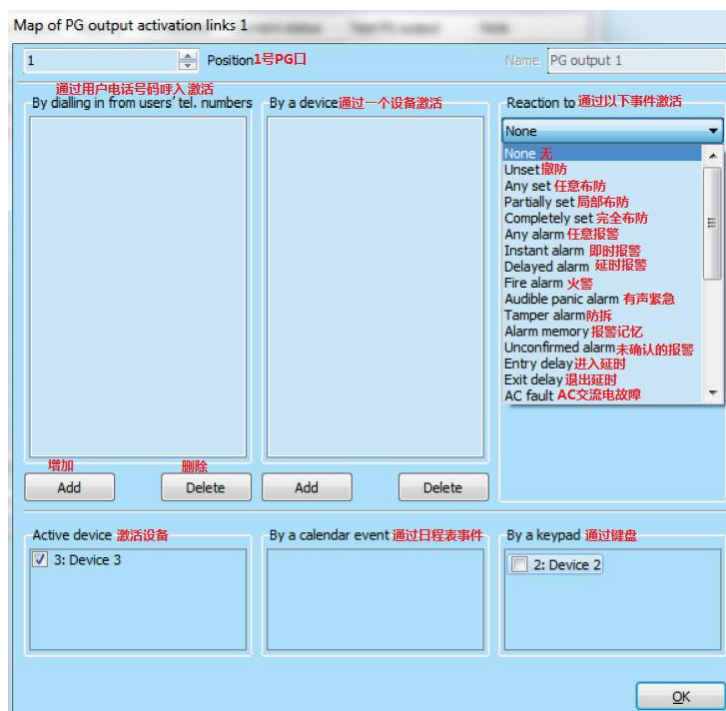 Map of PG output activation links 1
1 Position1号PG口 Name PG output 1
通过用户电话号码呼入 激活
By dialling in from users' tel. numbers
By a device通过一个设备激活
Reaction to 通过以下事件激活
None
None 无
Unset撤防
Any set 任意布防
Partially set 局部布防
Completely set 完全布防
Any alarm 任意报警
Instant alarm 即时报警
Delayed alarm 延时报警
Fire alarm 火警
Audible panic alarm 有声紧急
Tamper alarm防拆
Alarm memory 报警记忆
Unconfirmed alarm未确认的报警
Entry delay进入延时
Exit delay 退出延时
AC fault AC交流电故障
增加 删除
Add Delete Add Delete
Active device 激活设备
3: Device 3
By a calendar event 通过日程表事件
By a keypad 通过键盘
2: Device 2
OK